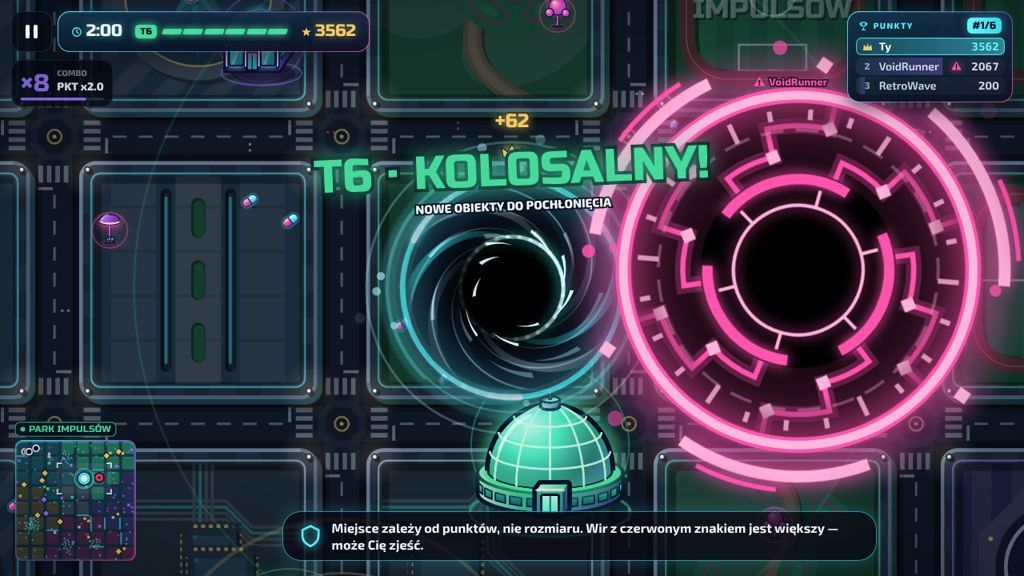 2:00 T6 3562
×8 COMBO
PKT x2.0
IMPULSÓW
PUNKTY #1/6
Ty 3562
2 VoidRunner 2067
3 RetroWave 200
VoidRunner
+62
T6 · KOLOSALNY!
NOWE OBIEKTY DO POCHŁONIĘCIA
PARK IMPULSÓW
Miejsce zależy od punktów, nie rozmiaru. Wir z czerwonym znakiem jest większy —
może Cię zjeść.